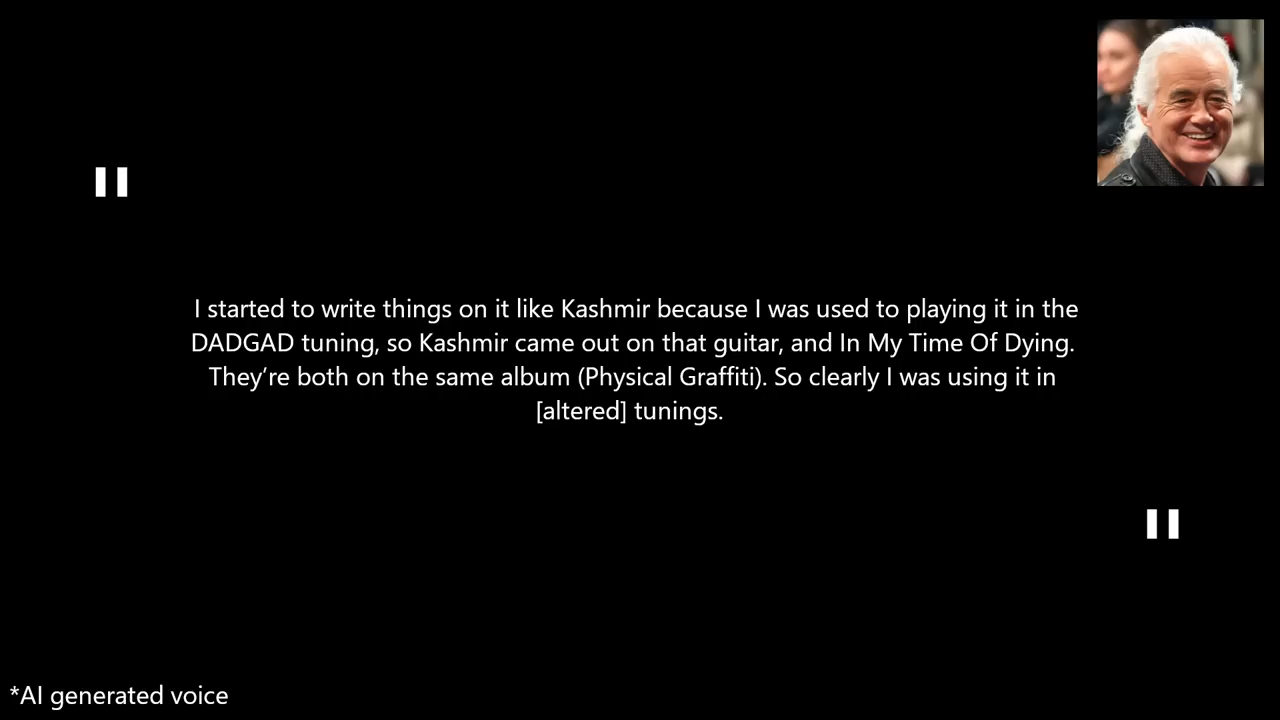 "
I started to write things on it like Kashmir because I was used to playing it in the
DADGAD tuning, so Kashmir came out on that guitar, and In My Time Of Dying.
They’re both on the same album (Physical Graffiti). So clearly I was using it in
[altered] tunings.
"
*AI generated voice